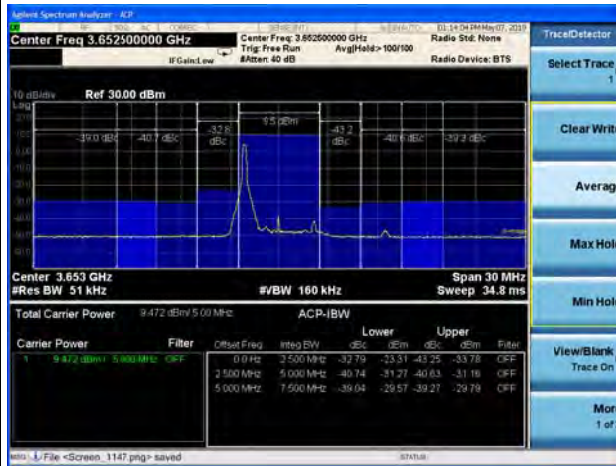 Agilent Spectrum Analyzer - ACP
01:14:04 PM May 07, 2019
Center Freq 3.652500000 GHz
Center Freq: 3.652500000 GHz
Radio Std: None
Trig: Free Run
Avg|Hold:>100/100
IFGain:Low
#Atten: 40 dB
Radio Device: BTS
10 dB/div
Ref 30.00 dBm
Log
9.5 dBm
-39.0 dBc
-40.7 dBc
-32.8 dBc
-43.2 dBc
-40.6 dBc
-39.3 dBc
Center 3.653 GHz
Span 30 MHz
#Res BW 51 kHz
#VBW 160 kHz
Sweep 34.8 ms
Total Carrier Power 9.472 dBm/ 5.00 MHz
ACP-IBW
Lower Upper
Carrier Power Filter
Offset Freq Integ BW dBc dBm dBc dBm Filter
1 9.472 dBm / 5.000 MHz OFF
0.0 Hz 2.500 MHz -32.79 -23.31 -43.25 -33.78 OFF
2.500 MHz 5.000 MHz -40.74 -31.27 -40.63 -31.16 OFF
5.000 MHz 7.500 MHz -39.04 -29.57 -39.27 -29.79 OFF
MSG File <Screen_1147.png> saved
STATUS
Trace/Detector
Select Trace
1
Clear Write
Averag
Max Hol
Min Hol
View/Blank
Trace On
Mor
1 of